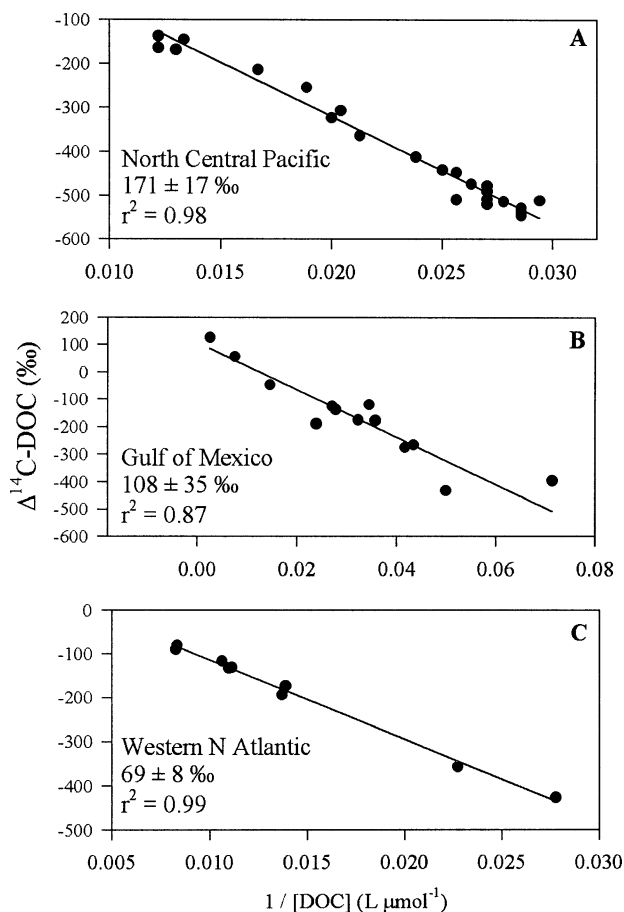 -100
A
-200
-300
-400
North Central Pacific
171 ± 17 ‰
-500
r² = 0.98
-600
0.010 0.015 0.020 0.025 0.030
200
B
100
0
-100
-200
-300
Gulf of Mexico
-400
108 ± 35 ‰
-500
r² = 0.87
-600
0.00 0.02 0.04 0.06 0.08
Δ¹⁴C-DOC (‰)
0
C
-100
-200
-300
Western N Atlantic
69 ± 8 ‰
-400
r² = 0.99
-500
0.005 0.010 0.015 0.020 0.025 0.030
1 / [DOC] (L μmol⁻¹)